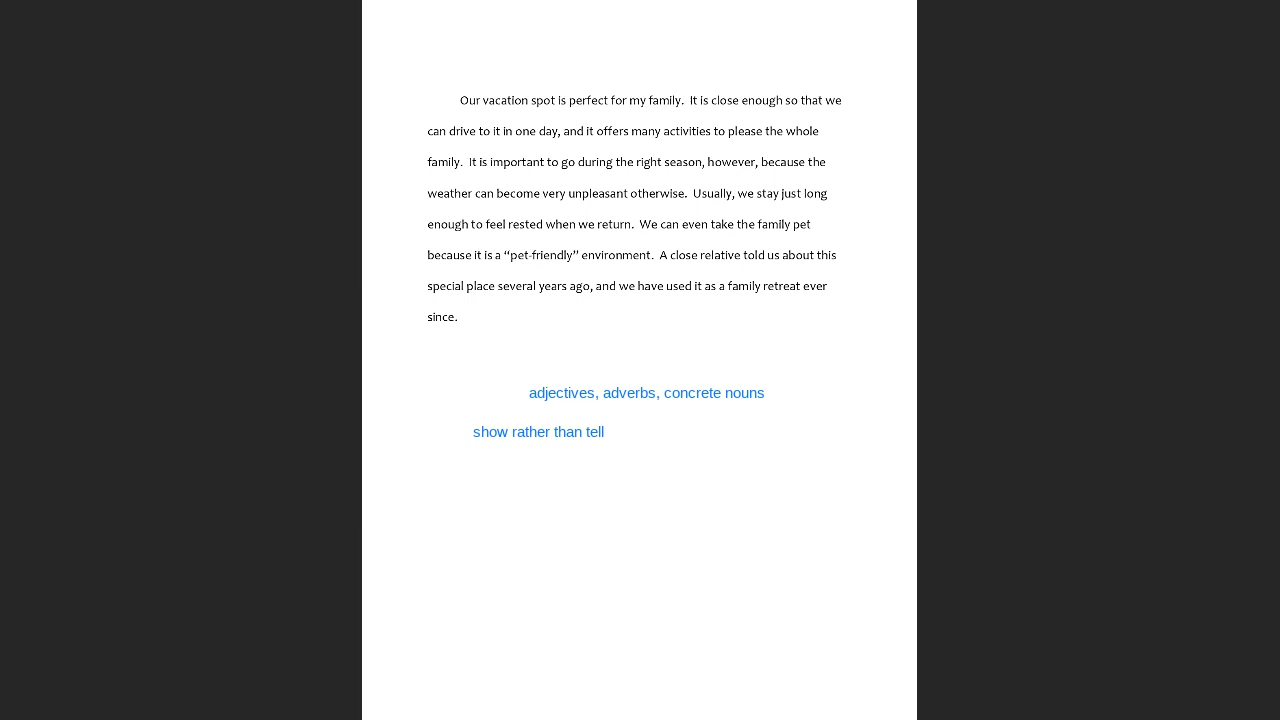 Our vacation spot is perfect for my family.  It is close enough so that we
can drive to it in one day, and it offers many activities to please the whole
family.  It is important to go during the right season, however, because the
weather can become very unpleasant otherwise.  Usually, we stay just long
enough to feel rested when we return.  We can even take the family pet
because it is a “pet-friendly” environment.  A close relative told us about this
special place several years ago, and we have used it as a family retreat ever
since.
adjectives, adverbs, concrete nouns
show rather than tell